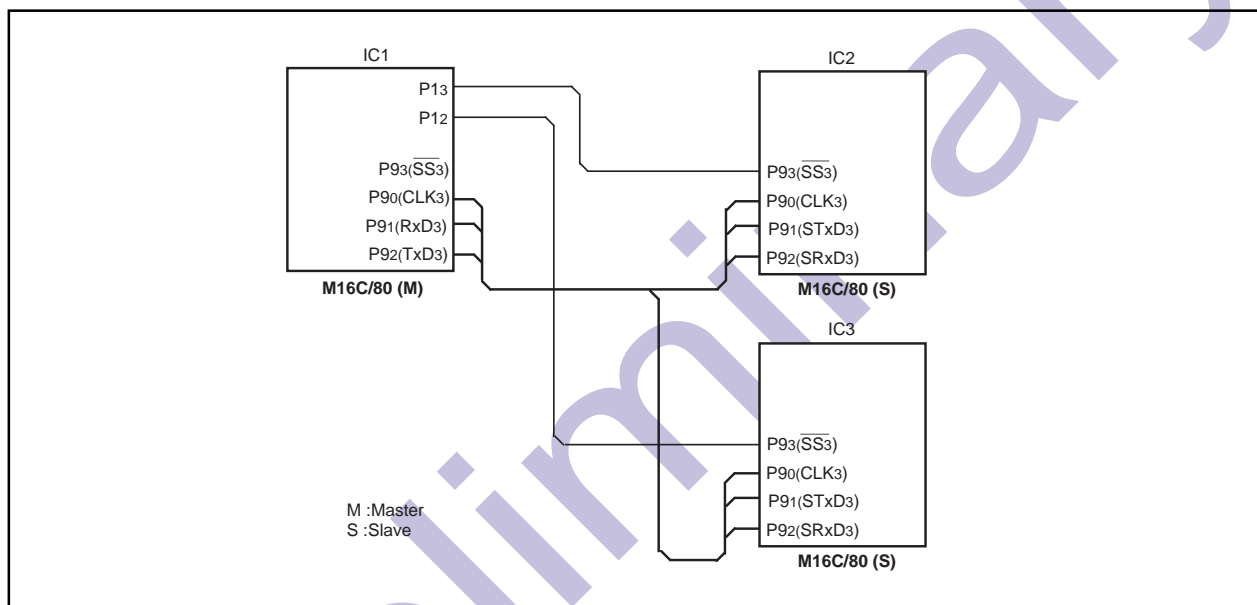 IC1
P13
P12
P93(SS3)
P90(CLK3)
P91(RxD3)
P92(TxD3)
M16C/80 (M)
IC2
P93(SS3)
P90(CLK3)
P91(STxD3)
P92(SRxD3)
M16C/80 (S)
IC3
P93(SS3)
P90(CLK3)
P91(STxD3)
P92(SRxD3)
M16C/80 (S)
M :Master
S :Slave